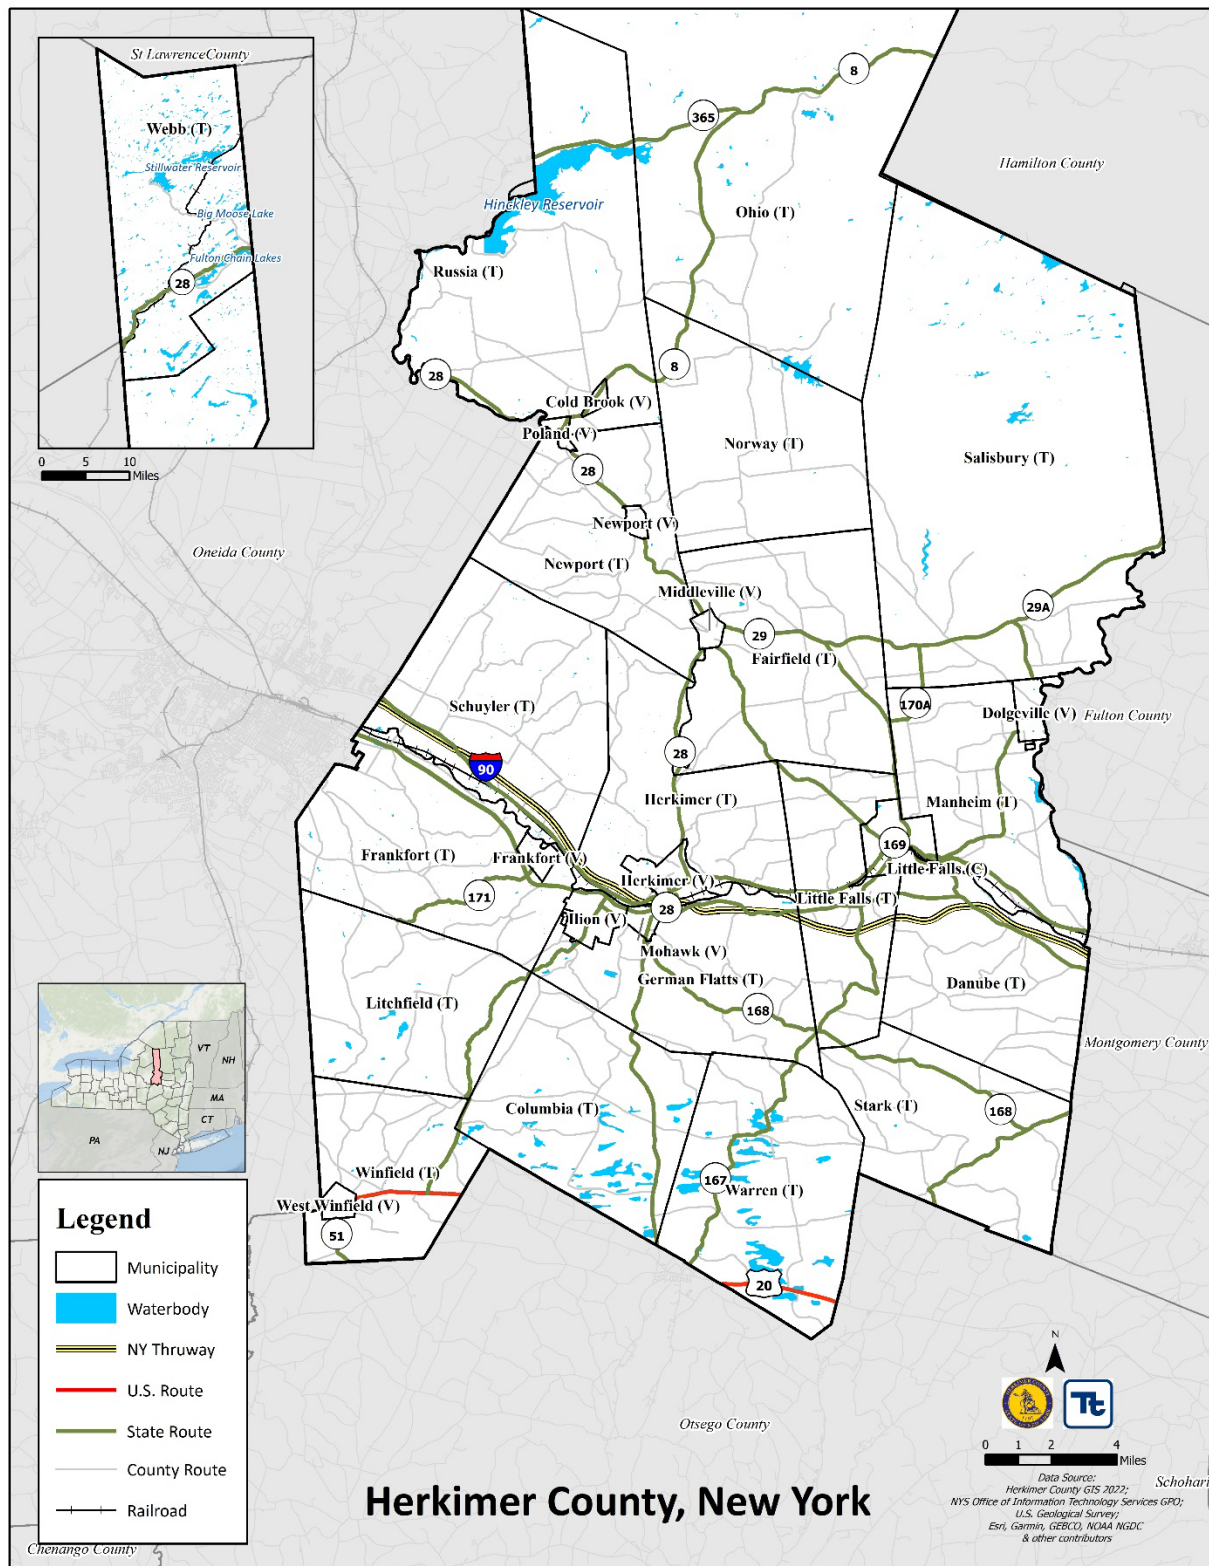 St LawrenceCounty
Webb (T)
Stillwater Reservoir
Big Moose Lake
Fulton Chain Lakes
28
0 5 10
Miles
8
365
Hamilton County
Hinckley Reservoir
Ohio (T)
Russia (T)
28
8
Cold Brook (V)
Poland (V)
Norway (T)
Salisbury (T)
28
Newport (V)
Oneida County
Newport (T)
Middleville (V)
29A
29
Fairfield (T)
Schuyler (T)
170A
Dolgeville (V)
Fulton County
28
90
Herkimer (T)
Manheim (T)
169
Frankfort (T)
Frankfort (V)
Little Falls (C)
Herkimer (V)
171
Little Falls (T)
28
Ilion (V)
Mohawk (V)
German Flatts (T)
Danube (T)
Litchfield (T)
168
Montgomery County
VT
NH
MA
CT
PA
NJ
Columbia (T)
Stark (T)
168
Winfield (T)
167
Warren (T)
West Winfield (V)
51
20
Legend
Municipality
Waterbody
NY Thruway
U.S. Route
State Route
County Route
Railroad
N
Tt
Otsego County
0 1 2 4
Miles
Data Source:
Herkimer County GIS 2022;
NYS Office of Information Technology Services GPO;
U.S. Geological Survey;
Esri, Garmin, GEBCO, NOAA NGDC
& other contributors
Schohari
Herkimer County, New York
Chenango County